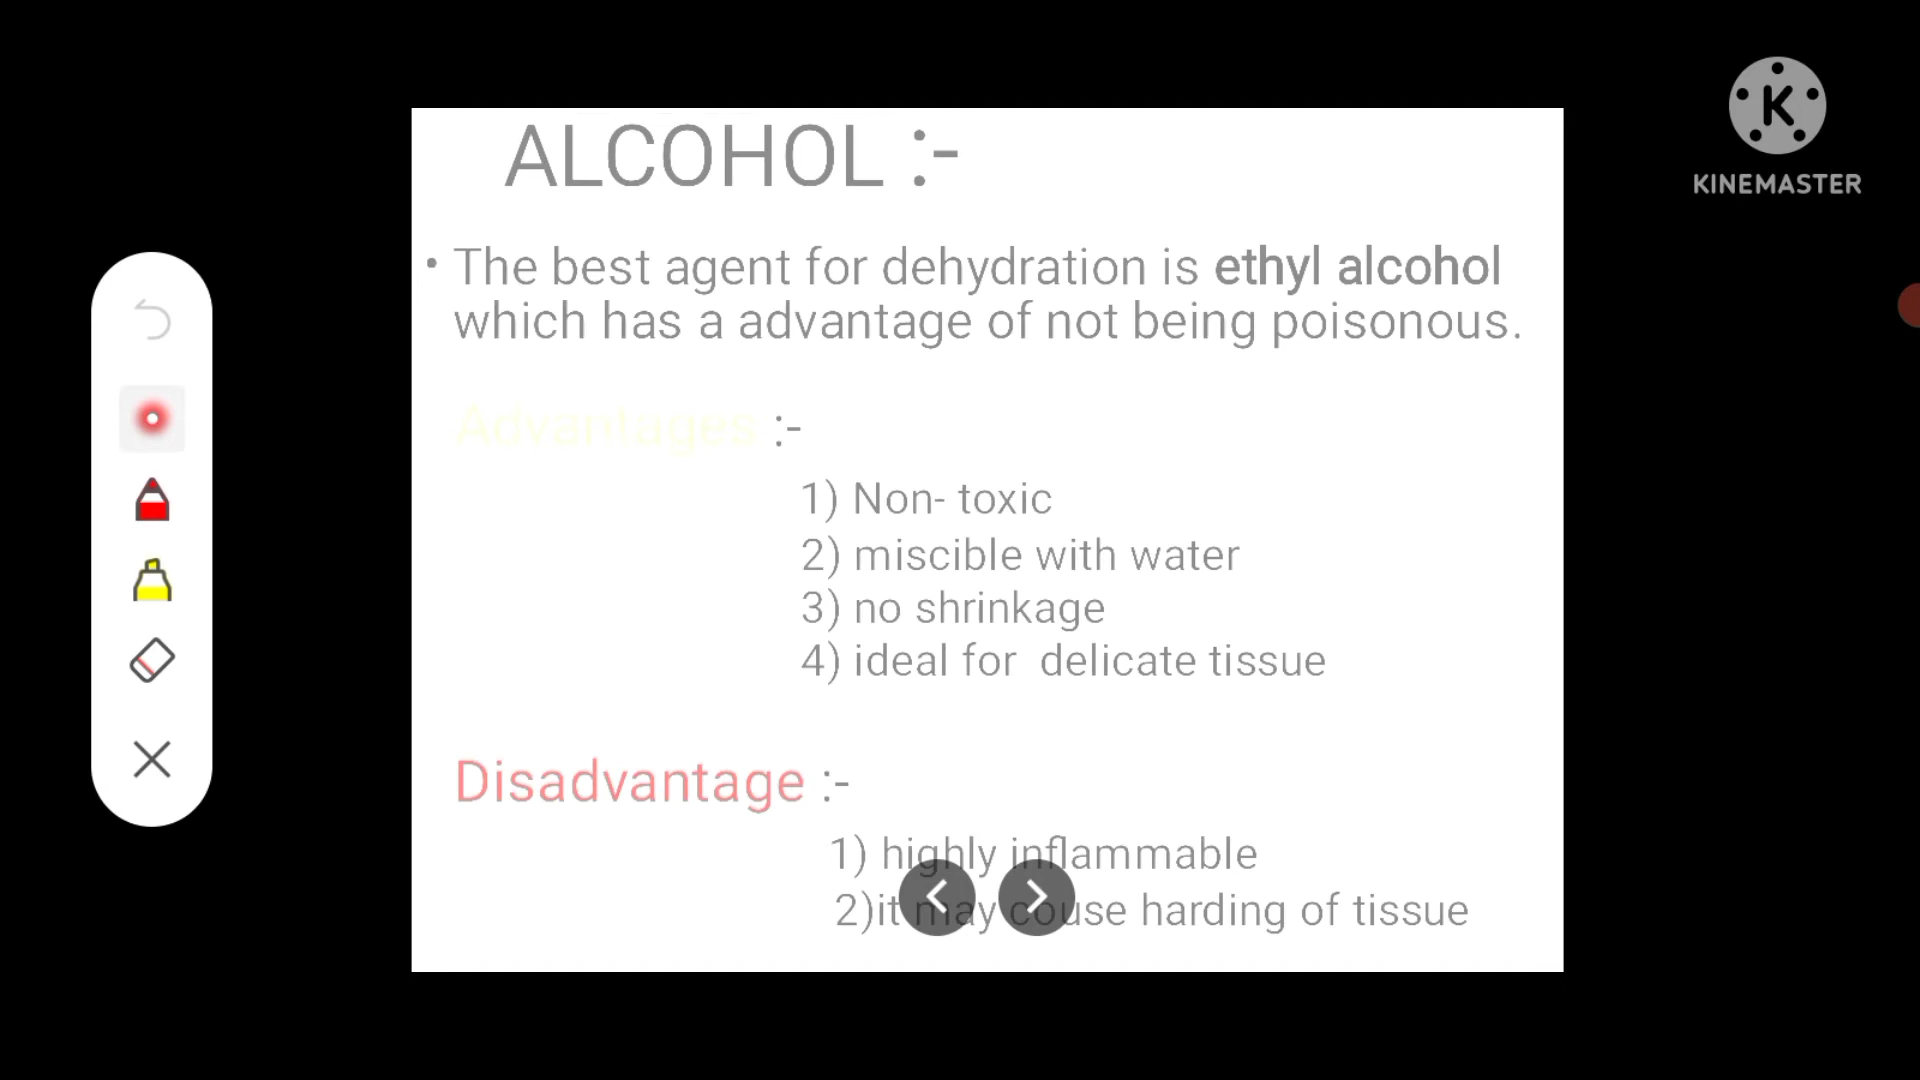 ALCOHOL :-
• The best agent for dehydration is ethyl alcohol
which has a advantage of not being poisonous.
Advantages :-
1) Non- toxic
2) miscible with water
3) no shrinkage
4) ideal for delicate tissue
Disadvantage :-
1) highly inflammable
2)it may couse harding of tissue
K
KINEMASTER